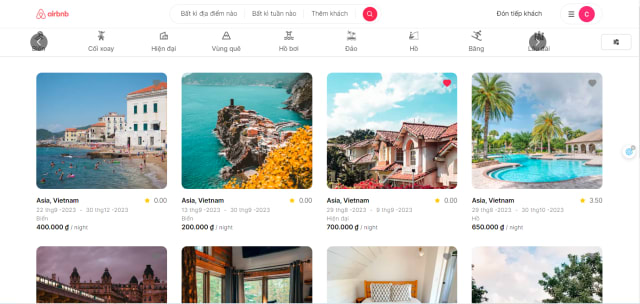 airbnb
Bất kì địa điểm nào
Bất kì tuần nào
Thêm khách
Đón tiếp khách
C
Biển
Cối xoay
Hiện đại
Vùng quê
Hồ bơi
Đảo
Hồ
Băng
Asia, Vietnam
0.00
22 thg8 -2023 - 30 thg12 -2023
Biển
400.000 ₫ / night
Asia, Vietnam
0.00
13 thg9 -2023 - 30 thg9 -2023
Biển
200.000 ₫ / night
Asia, Vietnam
0.00
29 thg8 -2023 - 8 thg9 -2023
Hiện đại
700.000 ₫ / night
Asia, Vietnam
3.50
29 thg8 -2023 - 30 thg10 -2023
Hồ
650.000 ₫ / night